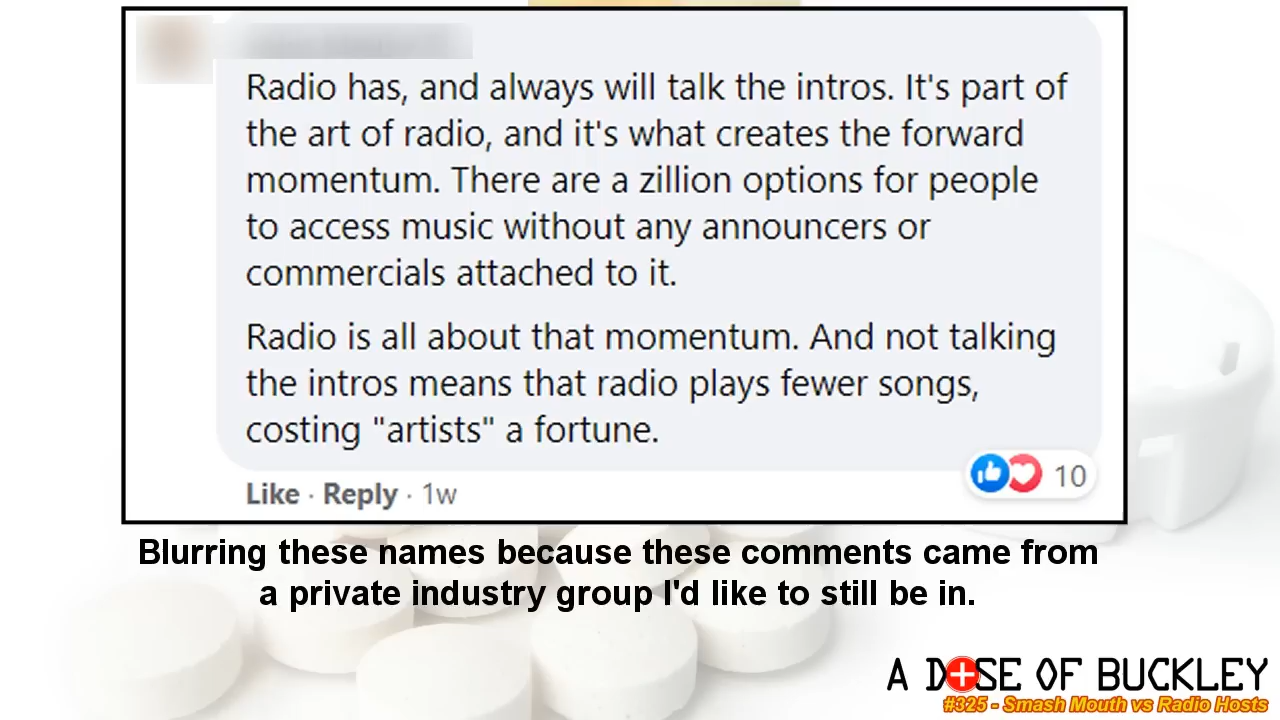 Radio has, and always will talk the intros. It's part of
the art of radio, and it's what creates the forward
momentum. There are a zillion options for people
to access music without any announcers or
commercials attached to it.
Radio is all about that momentum. And not talking
the intros means that radio plays fewer songs,
costing "artists" a fortune.
Like · Reply · 1w
10
Blurring these names because these comments came from
a private industry group I'd like to still be in.
A DOSE OF BUCKLEY
#325 - Smash Mouth vs Radio Hosts